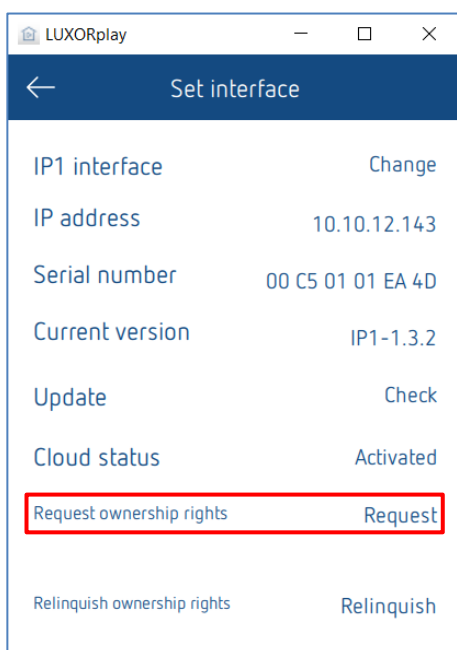 LUXORplay
Set interface
IP1 interface Change
IP address 10.10.12.143
Serial number 00 C5 01 01 EA 4D
Current version IP1-1.3.2
Update Check
Cloud status Activated
Request ownership rights Request
Relinquish ownership rights Relinquish